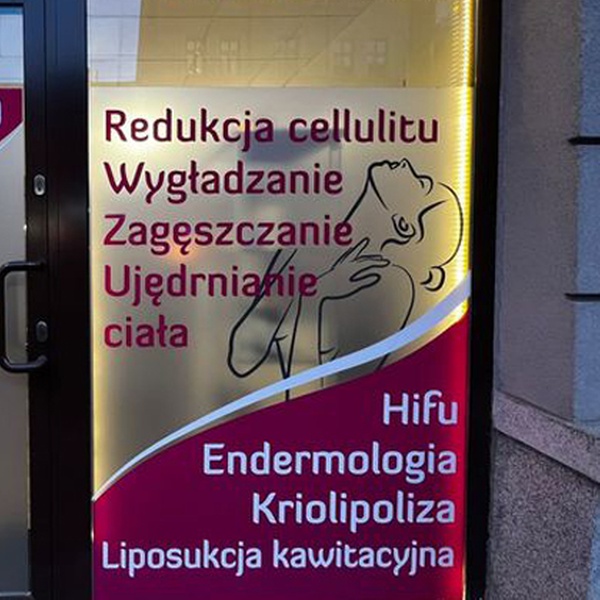 Redukcja cellulitu
Wygładzanie
Zagęszczanie
Ujędrnianie
ciała
Hifu
Endermologia
Kriolipoliza
Liposukcja kawitacyjna